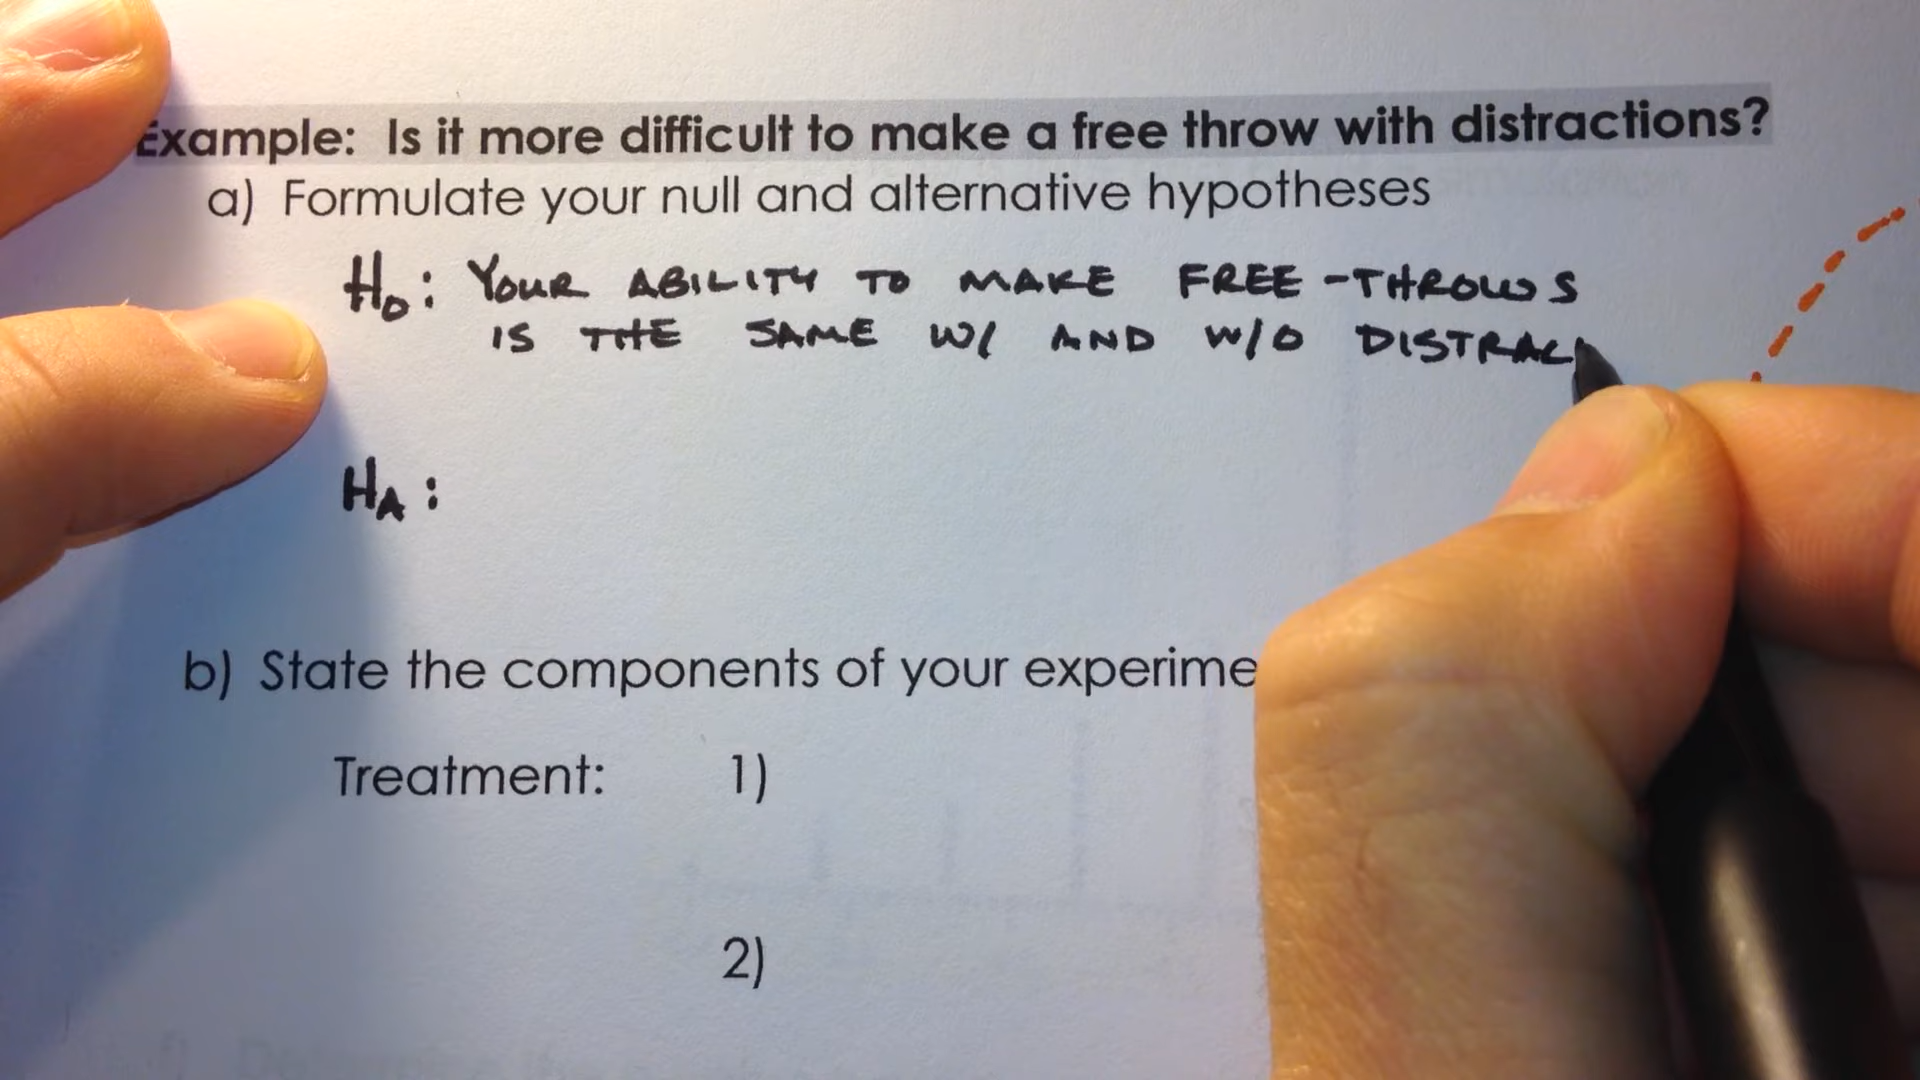 Example: Is it more difficult to make a free throw with distractions?
a) Formulate your null and alternative hypotheses
H₀: YOUR ABILITY TO MAKE FREE-THROWS
IS THE SAME W/ AND W/O DISTRAC
Hₐ:
b) State the components of your experime
Treatment: 1)
2)